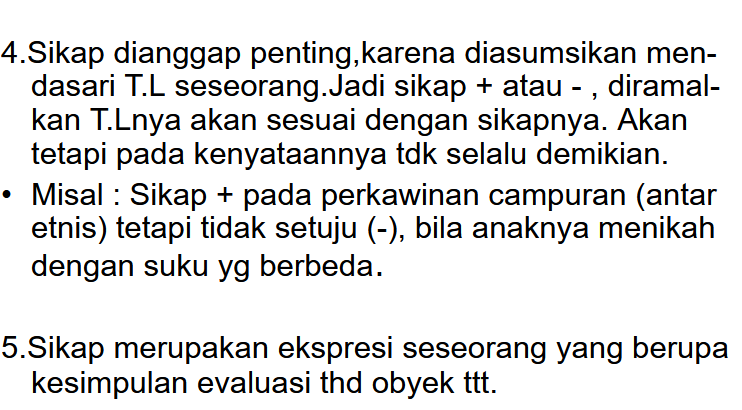 4.Sikap dianggap penting,karena diasumsikan men-
dasari T.L seseorang.Jadi sikap + atau - , diramal-
kan T.Lnya akan sesuai dengan sikapnya. Akan
tetapi pada kenyataannya tdk selalu demikian.
• Misal : Sikap + pada perkawinan campuran (antar
etnis) tetapi tidak setuju (-), bila anaknya menikah
dengan suku yg berbeda.
5.Sikap merupakan ekspresi seseorang yang berupa
kesimpulan evaluasi thd obyek ttt.